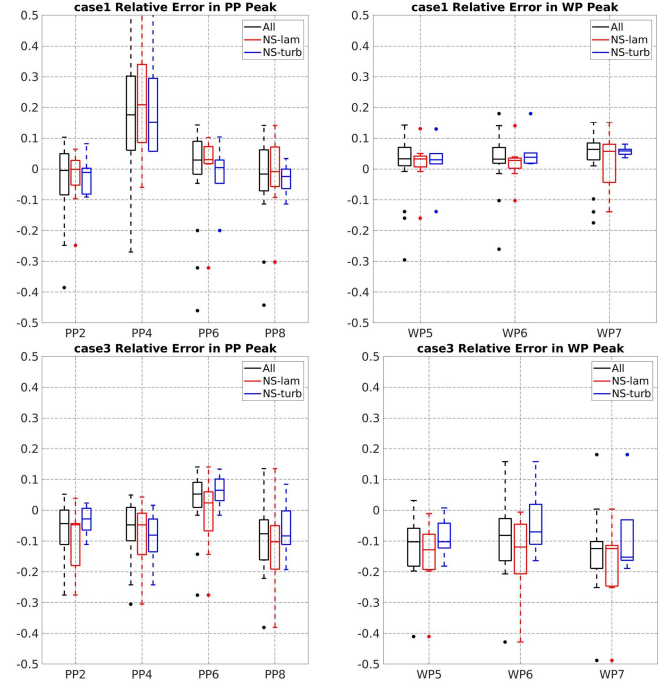 case1 Relative Error in PP Peak
0.5
0.4
0.3
0.2
0.1
0
-0.1
-0.2
-0.3
-0.4
-0.5
PP2 PP4 PP6 PP8
All
NS-lam
NS-turb
case1 Relative Error in WP Peak
0.5
0.4
0.3
0.2
0.1
0
-0.1
-0.2
-0.3
-0.4
-0.5
WP5 WP6 WP7
All
NS-lam
NS-turb
case3 Relative Error in PP Peak
0.5
0.4
0.3
0.2
0.1
0
-0.1
-0.2
-0.3
-0.4
-0.5
PP2 PP4 PP6 PP8
All
NS-lam
NS-turb
case3 Relative Error in WP Peak
0.5
0.4
0.3
0.2
0.1
0
-0.1
-0.2
-0.3
-0.4
-0.5
WP5 WP6 WP7
All
NS-lam
NS-turb